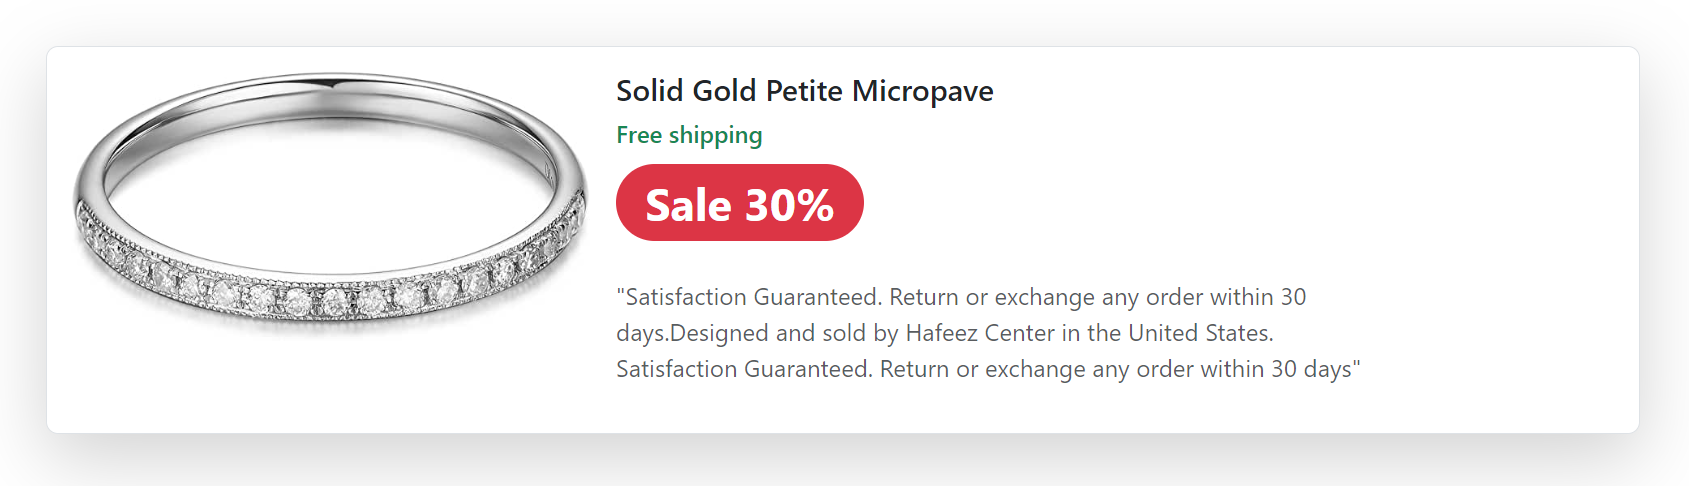 Solid Gold Petite Micropave
Free shipping
Sale 30%
"Satisfaction Guaranteed. Return or exchange any order within 30
days.Designed and sold by Hafeez Center in the United States.
Satisfaction Guaranteed. Return or exchange any order within 30 days"